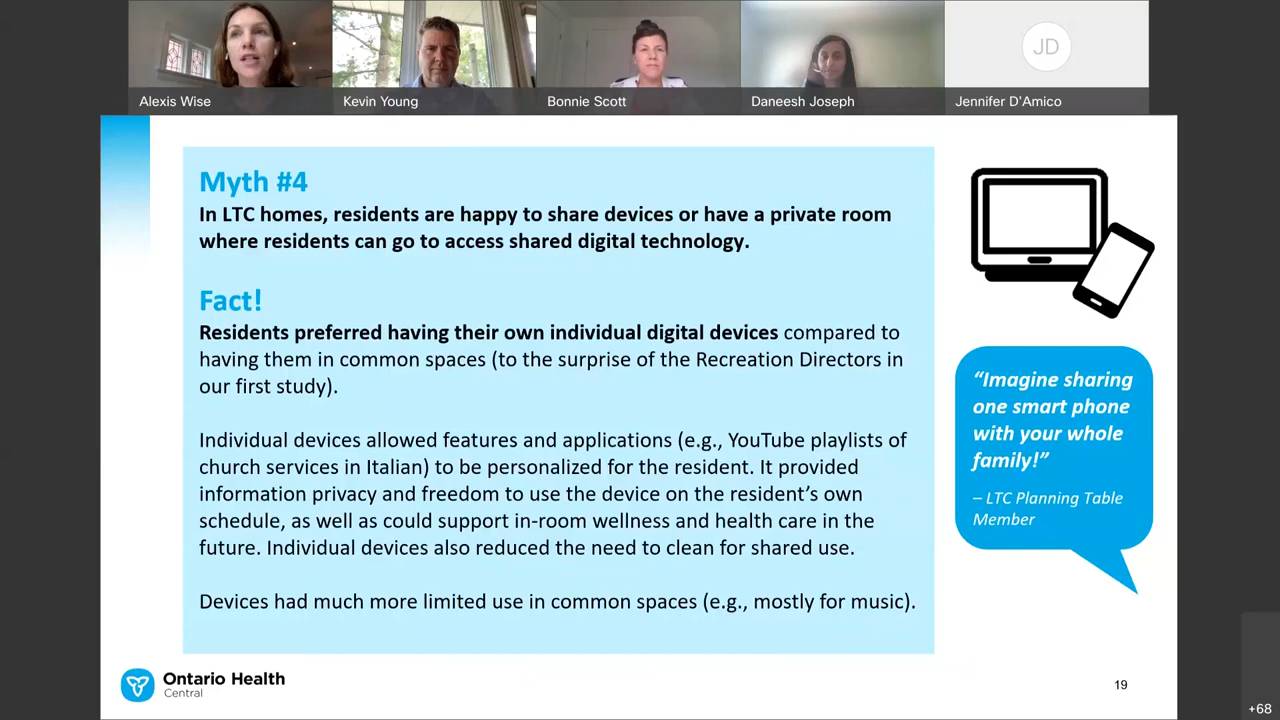 Alexis Wise
Kevin Young
Bonnie Scott
Daneesh Joseph
JD
Jennifer D'Amico
Myth #4
In LTC homes, residents are happy to share devices or have a private room
where residents can go to access shared digital technology.
Fact!
Residents preferred having their own individual digital devices compared to
having them in common spaces (to the surprise of the Recreation Directors in
our first study).
Individual devices allowed features and applications (e.g., YouTube playlists of
church services in Italian) to be personalized for the resident. It provided
information privacy and freedom to use the device on the resident’s own
schedule, as well as could support in-room wellness and health care in the
future. Individual devices also reduced the need to clean for shared use.
Devices had much more limited use in common spaces (e.g., mostly for music).
“Imagine sharing
one smart phone
with your whole
family!”
– LTC Planning Table
Member
Ontario Health
Central
19
+68